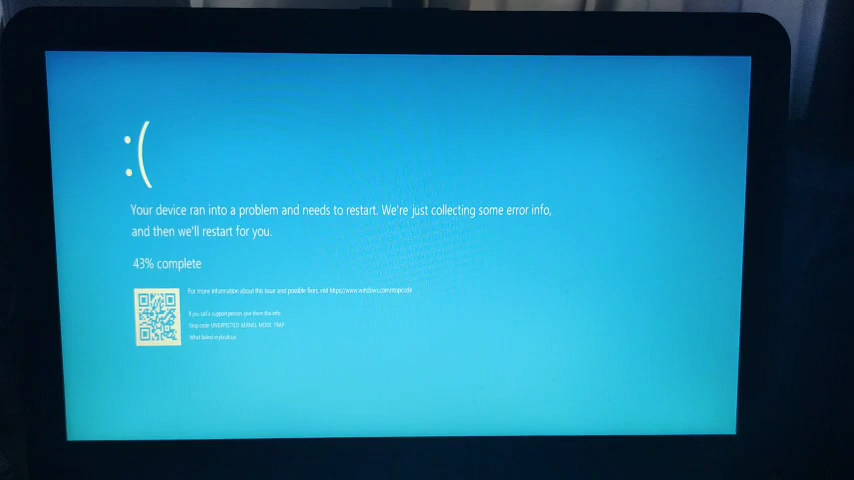 :(
Your device ran into a problem and needs to restart. We're just collecting some error info,
and then we'll restart for you.
43% complete
For more information about this issue and possible fixes, visit https://www.windows.com/stopcode
If you call a support person, give them this info:
Stop code: UNEXPECTED KERNEL MODE TRAP
What failed: